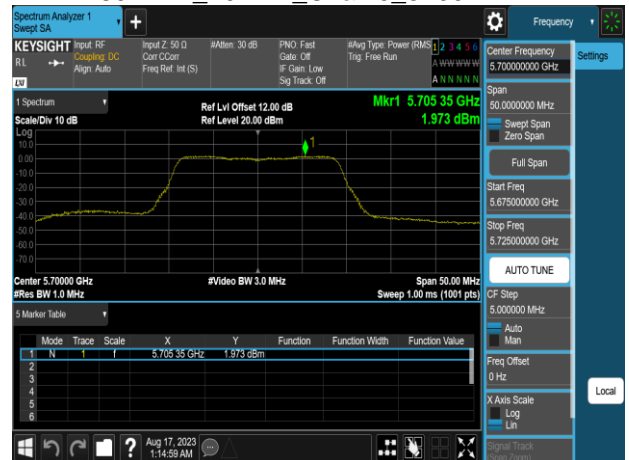 Spectrum Analyzer 1
Swept SA
Frequency
KEYSIGHT
Input: RF
Coupling: DC
Align: Auto
Input Z: 50 Ω
Corr CCorr
Freq Ref: Int (S)
#Atten: 30 dB
PNO: Fast
Gate: Off
IF Gain: Low
Sig Track: Off
#Avg Type: Power (RMS
Trig: Free Run
1 2 3 4 5 6
A W W W W W
A N N N N N
RL
LXI
Center Frequency
5.700000000 GHz
Settings
Span
50.0000000 MHz
Swept Span
Zero Span
Full Span
Start Freq
5.675000000 GHz
Stop Freq
5.725000000 GHz
AUTO TUNE
CF Step
5.000000 MHz
Auto
Man
Freq Offset
0 Hz
X Axis Scale
Log
Lin
Signal Track
(Span Zoom)
Local
1 Spectrum
Scale/Div 10 dB
Log
Ref Lvl Offset 12.00 dB
Ref Level 20.00 dBm
Mkr1 5.705 35 GHz
1.973 dBm
1
10.0
0.00
-10.0
-20.0
-30.0
-40.0
-50.0
-60.0
-70.0
Center 5.70000 GHz
#Video BW 3.0 MHz
Span 50.00 MHz
#Res BW 1.0 MHz
Sweep 1.00 ms (1001 pts)
5 Marker Table
Mode Trace Scale X Y Function Function Width Function Value
1 N 1 f 5.705 35 GHz 1.973 dBm
2
3
4
5
6
Aug 17, 2023
1:14:59 AM